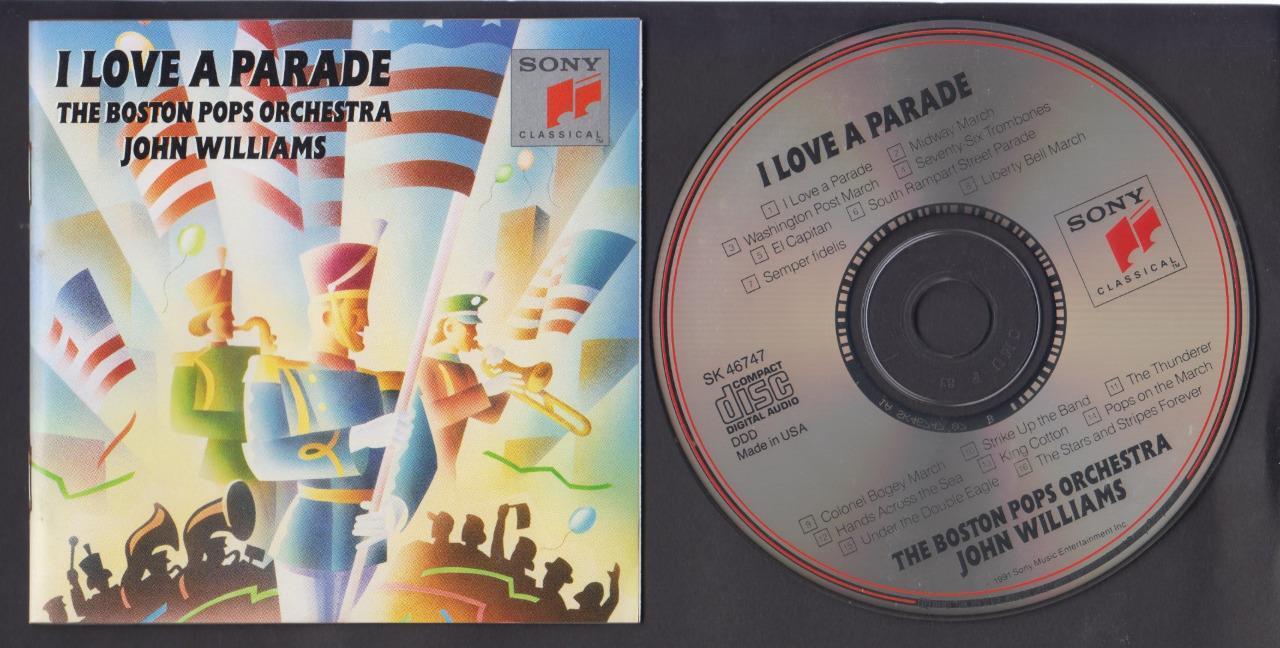 I LOVE A PARADE
THE BOSTON POPS ORCHESTRA
JOHN WILLIAMS
SONY
CLASSICAL™
I LOVE A PARADE
1 I Love a Parade 2 Midway March
3 Washington Post March 4 Seventy-Six Trombones
5 El Capitan 6 South Rampart Street Parade
7 Semper fidelis 8 Liberty Bell March
SONY
CLASSICAL™
SK 46747
COMPACT
disc
DIGITAL AUDIO
DDD
Made in USA
9 Colonel Bogey March 10 Strike Up the Band 11 The Thunderer
12 Hands Across the Sea 13 King Cotton 14 Pops on the March
15 Under the Double Eagle 16 The Stars and Stripes Forever
THE BOSTON POPS ORCHESTRA
JOHN WILLIAMS
1991 Sony Music Entertainment Inc.